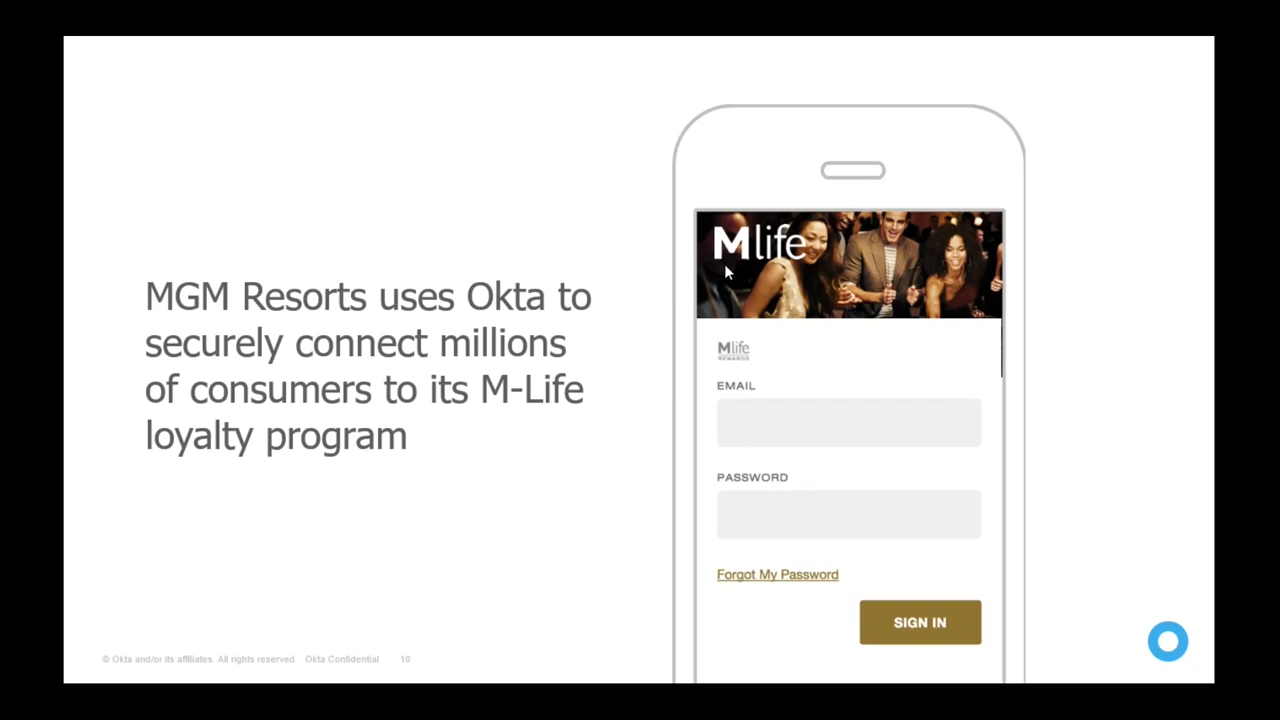 MGM Resorts uses Okta to
securely connect millions
of consumers to its M-Life
loyalty program
Mlife
Mlife
REWARDS
EMAIL
PASSWORD
Forgot My Password
SIGN IN
© Okta and/or its affiliates. All rights reserved. Okta Confidential 10